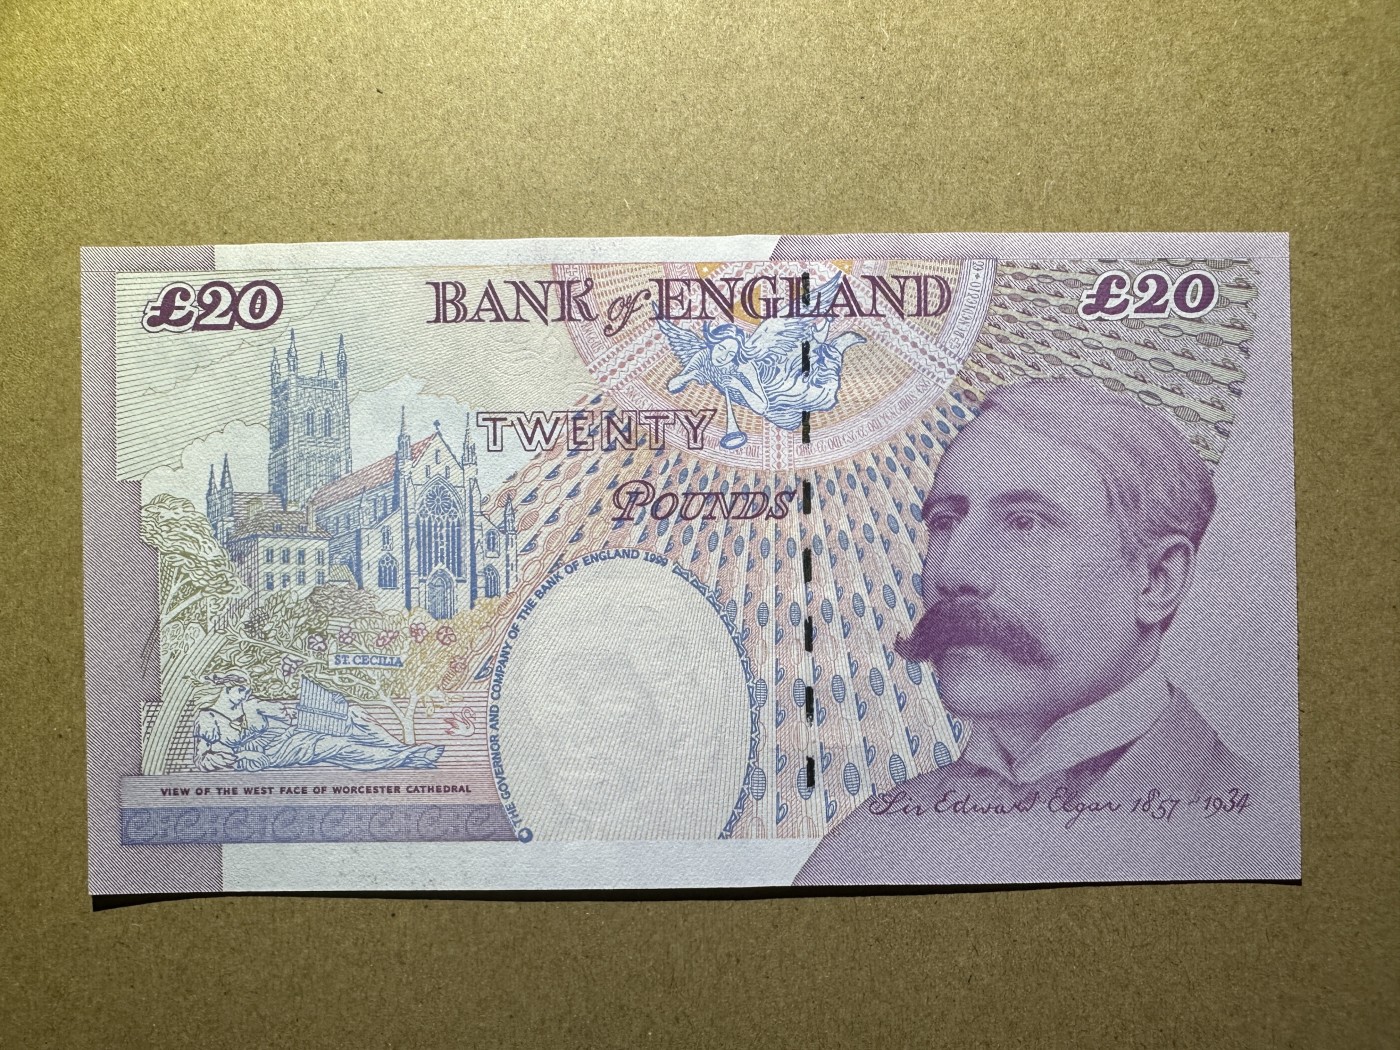 £20
BANK of ENGLAND
£20
TWENTY
POUNDS
THE GOVERNOR AND COMPANY OF THE BANK OF ENGLAND 1999
ST. CECILIA
VIEW OF THE WEST FACE OF WORCESTER CATHEDRAL
Sir Edward Elgar 1857-1934